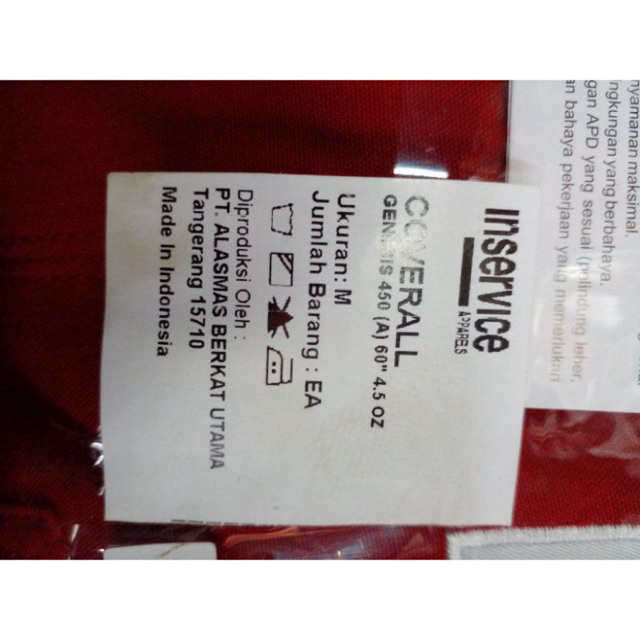 inservice
APPARELS
COVERALL
GENESIS 450 (A) 60" 4.5 OZ
Ukuran: M
Jumlah Barang : EA
Diproduksi Oleh :
PT. ALASMAS BERKAT UTAMA
Tangerang 15710
Made In Indonesia
nyamanan maksimal.
ngkungan yang berbahaya.
gan APD yang sesuai (pelindung leher,
an bahaya pekerjaan yang memerlukan